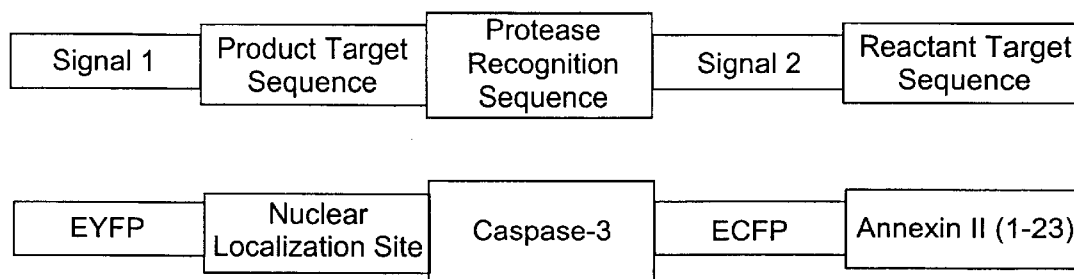 Signal 1
Product Target
Sequence
Protease
Recognition
Sequence
Signal 2
Reactant Target
Sequence
EYFP
Nuclear
Localization Site
Caspase-3
ECFP
Annexin II (1-23)